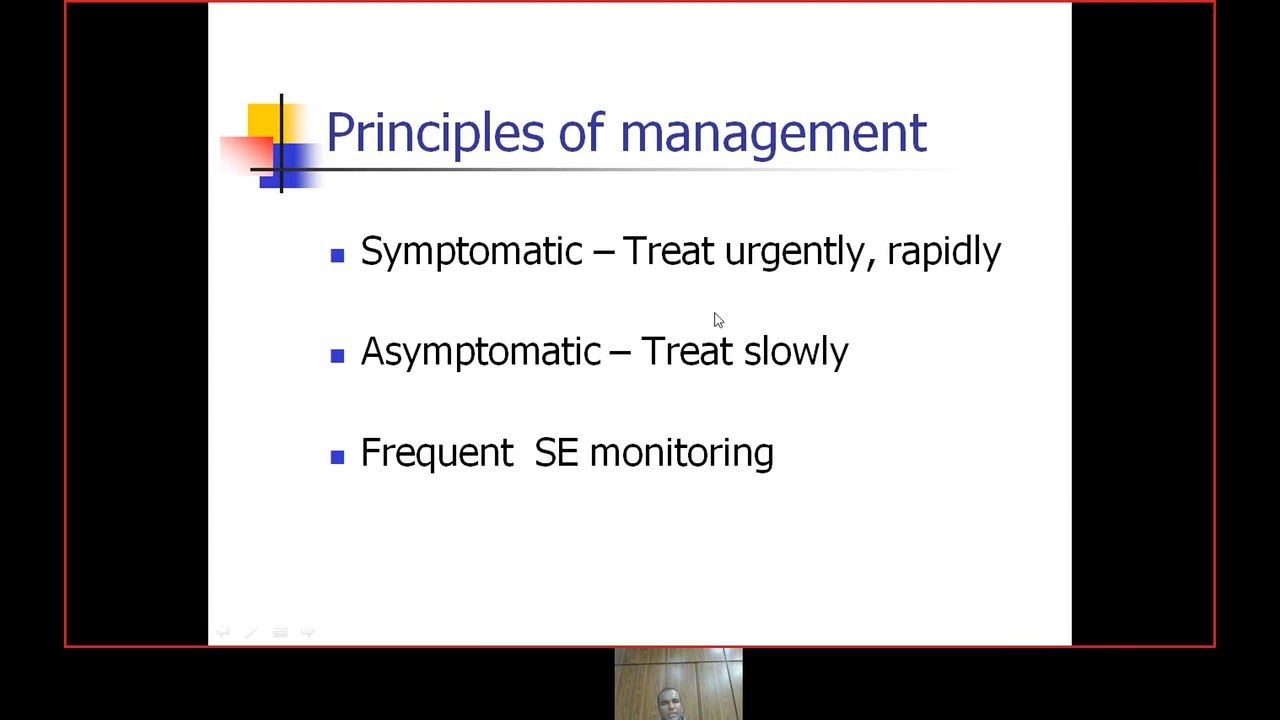 Principles of management
Symptomatic – Treat urgently, rapidly
Asymptomatic – Treat slowly
Frequent  SE monitoring